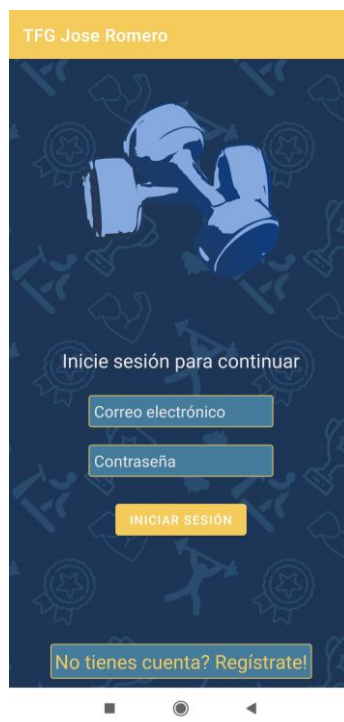 TFG Jose Romero
Inicie sesión para continuar
Correo electrónico
Contraseña
INICIAR SESIÓN
No tienes cuenta? Regístrate!